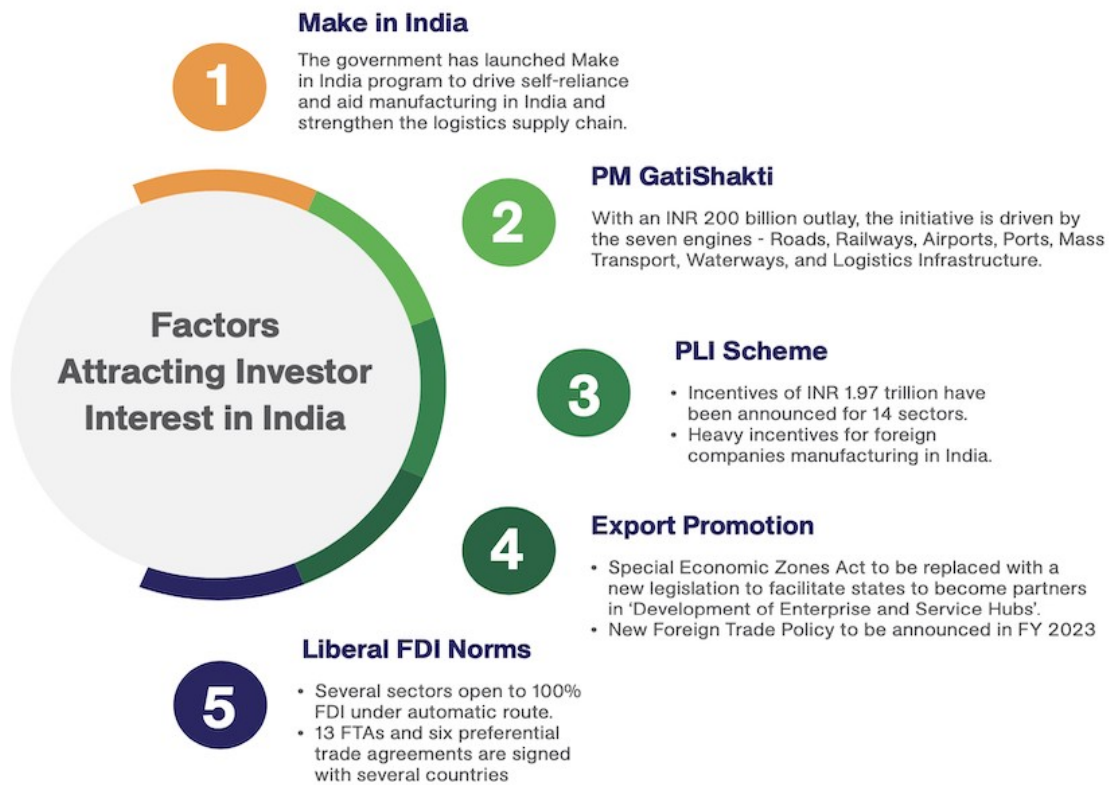 Make in India
1
The government has launched Make
in India program to drive self-reliance
and aid manufacturing in India and
strengthen the logistics supply chain.
PM GatiShakti
2
With an INR 200 billion outlay, the initiative is driven by
the seven engines - Roads, Railways, Airports, Ports, Mass
Transport, Waterways, and Logistics Infrastructure.
Factors
Attracting Investor
Interest in India
PLI Scheme
3
• Incentives of INR 1.97 trillion have
been announced for 14 sectors.
• Heavy incentives for foreign
companies manufacturing in India.
Export Promotion
4
• Special Economic Zones Act to be replaced with a
new legislation to facilitate states to become partners
in ‘Development of Enterprise and Service Hubs’.
• New Foreign Trade Policy to be announced in FY 2023
Liberal FDI Norms
5
• Several sectors open to 100%
FDI under automatic route.
• 13 FTAs and six preferential
trade agreements are signed
with several countries